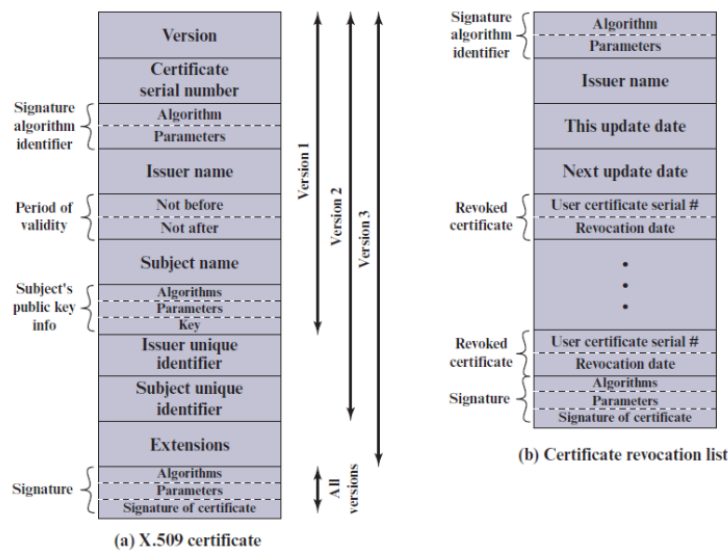 Version
Certificate
serial number
Signature
algorithm
identifier
Algorithm
Parameters
Issuer name
Period of
validity
Not before
Not after
Subject name
Subject's
public key
info
Algorithms
Parameters
Key
Issuer unique
identifier
Subject unique
identifier
Extensions
Signature
Algorithms
Parameters
Signature of certificate
Version 1
Version 2
Version 3
All
versions
(a) X.509 certificate
Signature
algorithm
identifier
Algorithm
Parameters
Issuer name
This update date
Next update date
Revoked
certificate
User certificate serial #
Revocation date
Revoked
certificate
User certificate serial #
Revocation date
Signature
Algorithms
Parameters
Signature of certificate
(b) Certificate revocation list